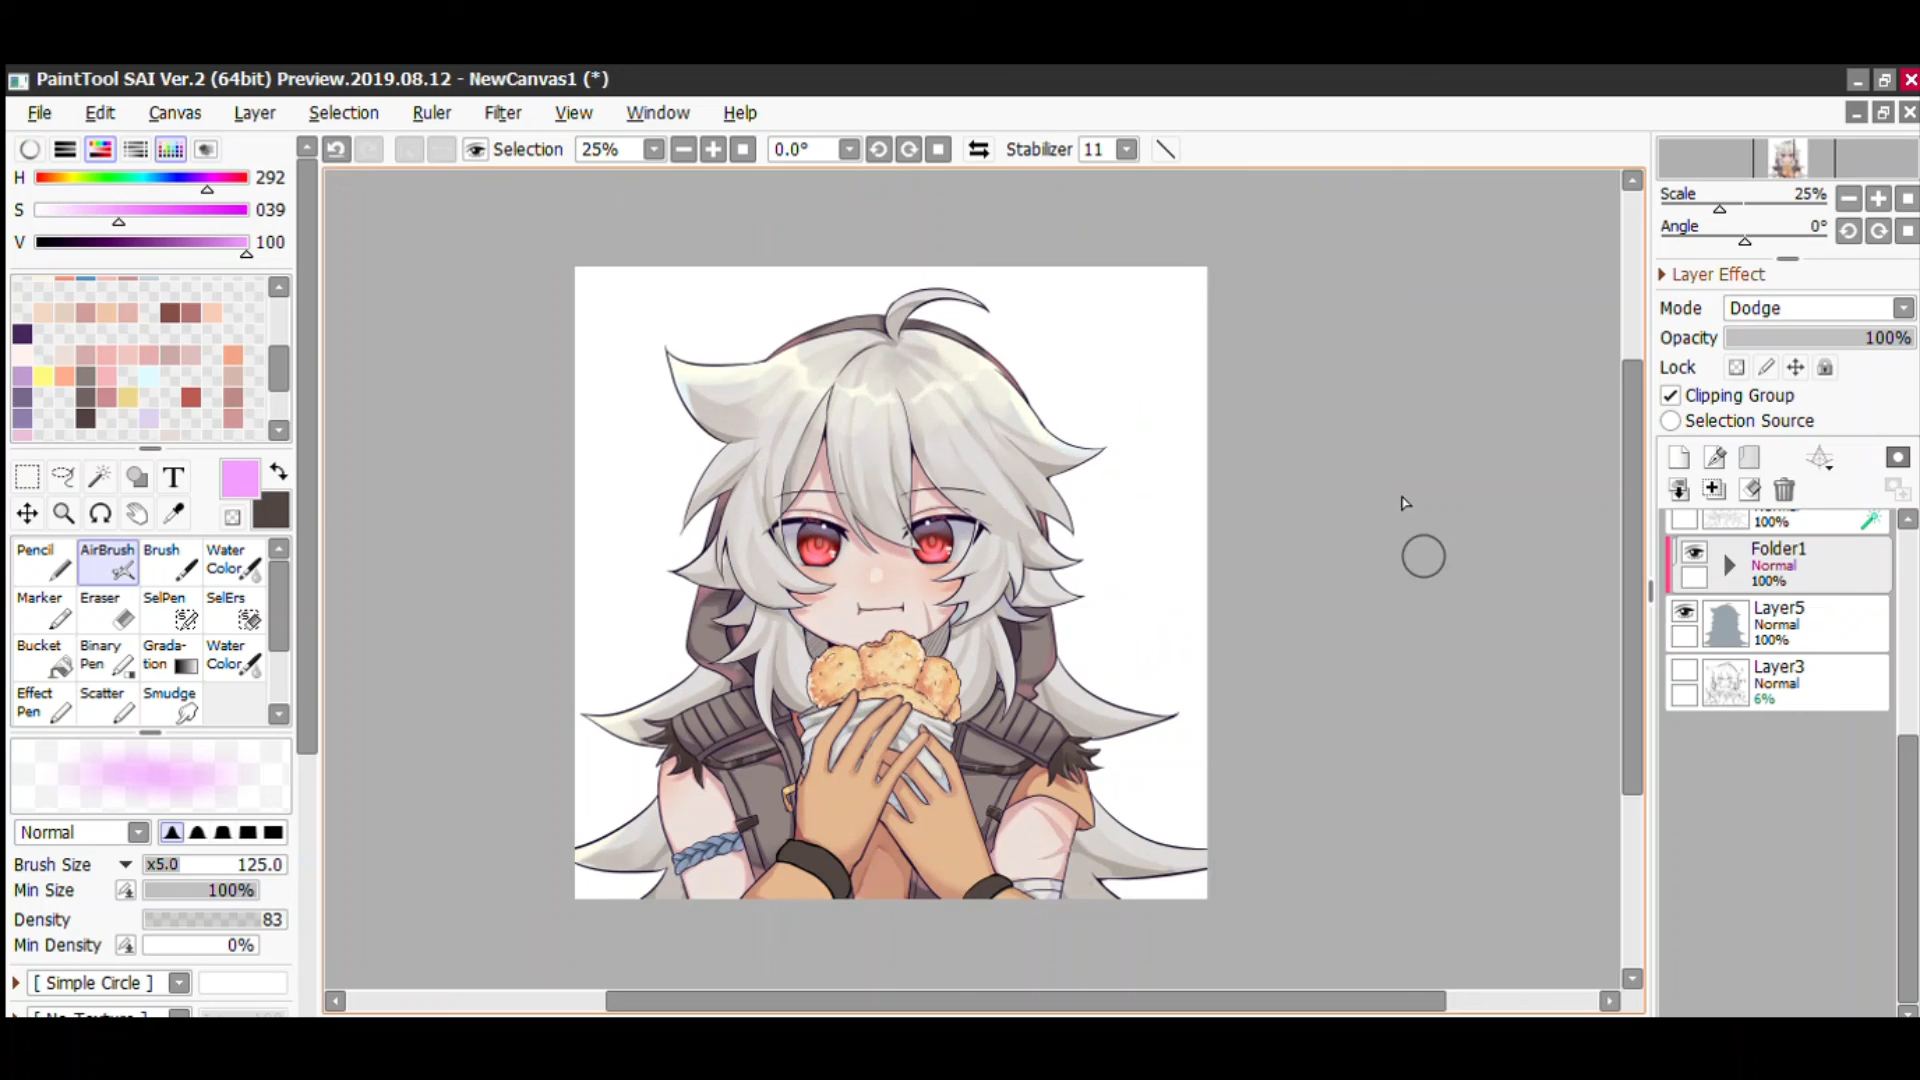 PaintTool SAI Ver.2 (64bit) Preview.2019.08.12 - NewCanvas1 (*)
File Edit Canvas Layer Selection Ruler Filter View Window Help
Selection 25% 0.0° Stabilizer 11
H 292
S 039
V 100
Pencil AirBrush Brush Water Color
Marker Eraser SelPen SelErs
Bucket Binary Pen Grada-tion Water Color
Effect Pen Scatter Smudge
Normal
Brush Size x5.0 125.0
Min Size 100%
Density 83
Min Density 0%
[ Simple Circle ]
[ No Texture ]
Scale 25%
Angle 0°
Layer Effect
Mode Dodge
Opacity 100%
Lock
Clipping Group
Selection Source
Normal
100%
Folder1
Normal
100%
Layer5
Normal
100%
Layer3
Normal
6%